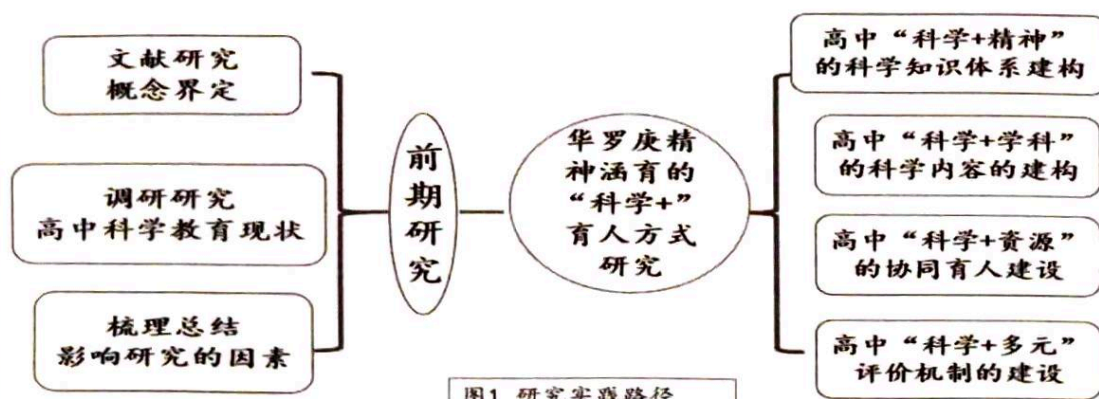 文献研究
概念界定
调研研究
高中科学教育现状
梳理总结
影响研究的因素
前期研究
华罗庚精
神涵育的
“科学+”
育人方式
研究
高中“科学+精神”
的科学知识体系建构
高中“科学+学科”
的科学内容的建构
高中“科学+资源”
的协同育人建设
高中“科学+多元”
评价机制的建设
图1 研究实践路径